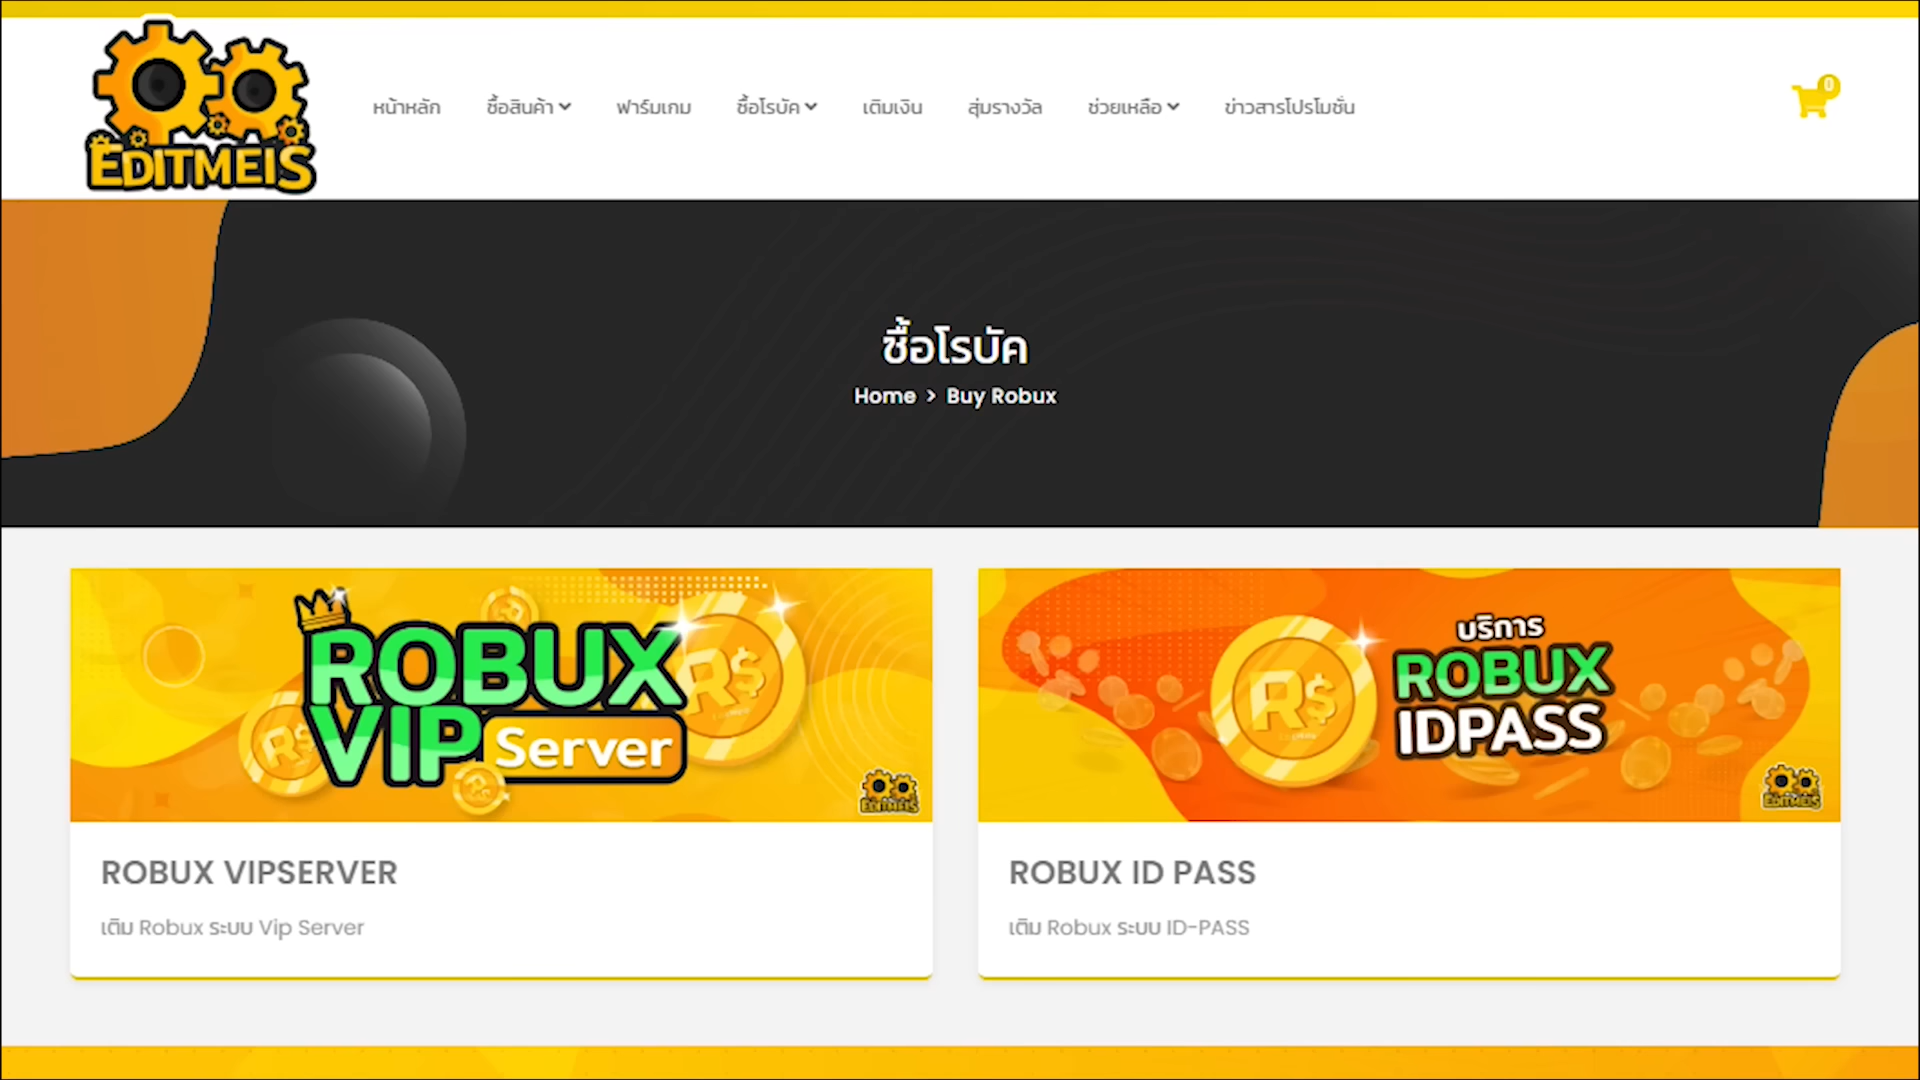 EDITMEIS
หน้าหลัก ซื้อสินค้า ฟาร์มเกม ซื้อโรบัค เติมเงิน สุ่มรางวัล ช่วยเหลือ ข่าวสารโปรโมชั่น
0
ซื้อโรบัค
Home > Buy Robux
ROBUX
VIP Server
R$
R$
EDITMEIS
บริการ
ROBUX
IDPASS
R$
EDITMEIS
ROBUX VIPSERVER
เติม Robux ระบบ Vip Server
ROBUX ID PASS
เติม Robux ระบบ ID-PASS